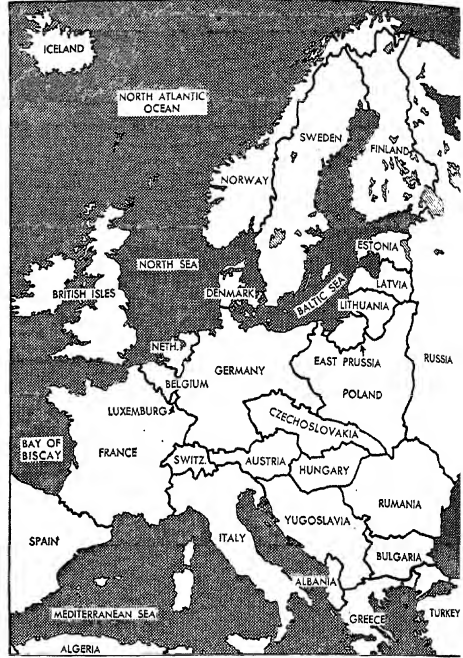 ICELAND
NORTH ATLANTIC
OCEAN
SWEDEN
FINLAND
NORWAY
ESTONIA
NORTH SEA
LATVIA
BRITISH ISLES
DENMARK
BALTIC SEA
LITHUANIA
NETH.
EAST PRUSSIA
RUSSIA
GERMANY
BELGIUM
POLAND
LUXEMBURG
CZECHOSLOVAKIA
BAY OF
BISCAY
FRANCE
SWITZ.
AUSTRIA
HUNGARY
RUMANIA
YUGOSLAVIA
SPAIN
ITALY
BULGARIA
ALBANIA
MEDITERRANEAN SEA
GREECE
TURKEY
ALGERIA